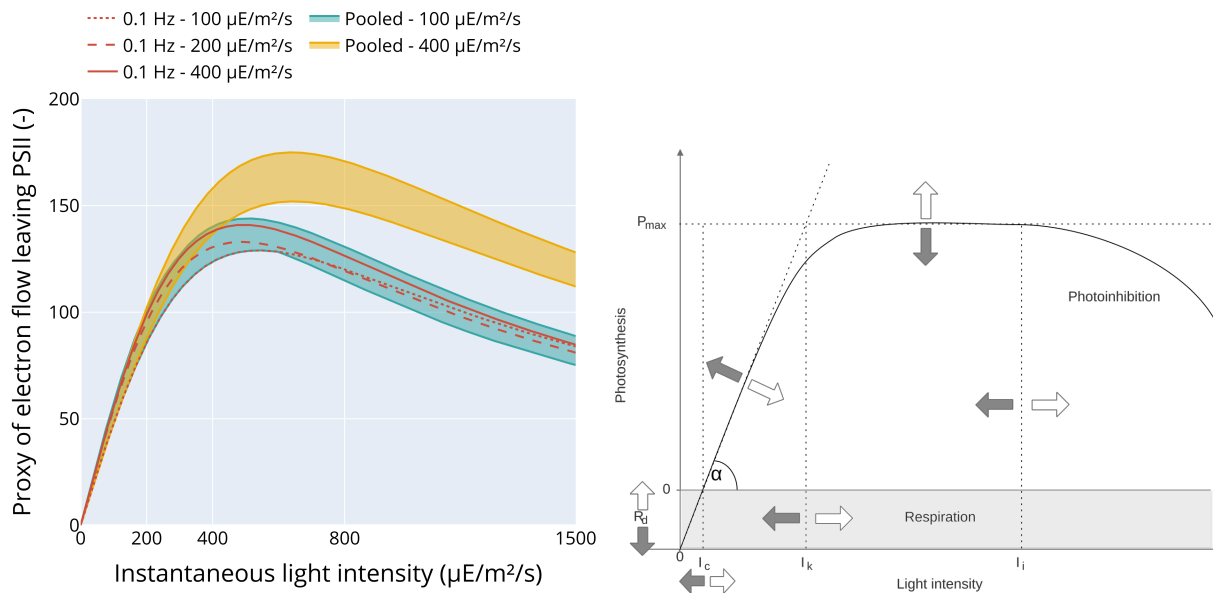 0.1 Hz - 100 μE/m²/s
0.1 Hz - 200 μE/m²/s
0.1 Hz - 400 μE/m²/s
Pooled - 100 μE/m²/s
Pooled - 400 μE/m²/s
Proxy of electron flow leaving PSII (-)
200
150
100
50
0
0 200 400 800 1500
Instantaneous light intensity (μE/m²/s)
Pmax
Photoinhibition
Photosynthesis
α
0
Rd
Respiration
0
Ic Ik Ii
Light intensity